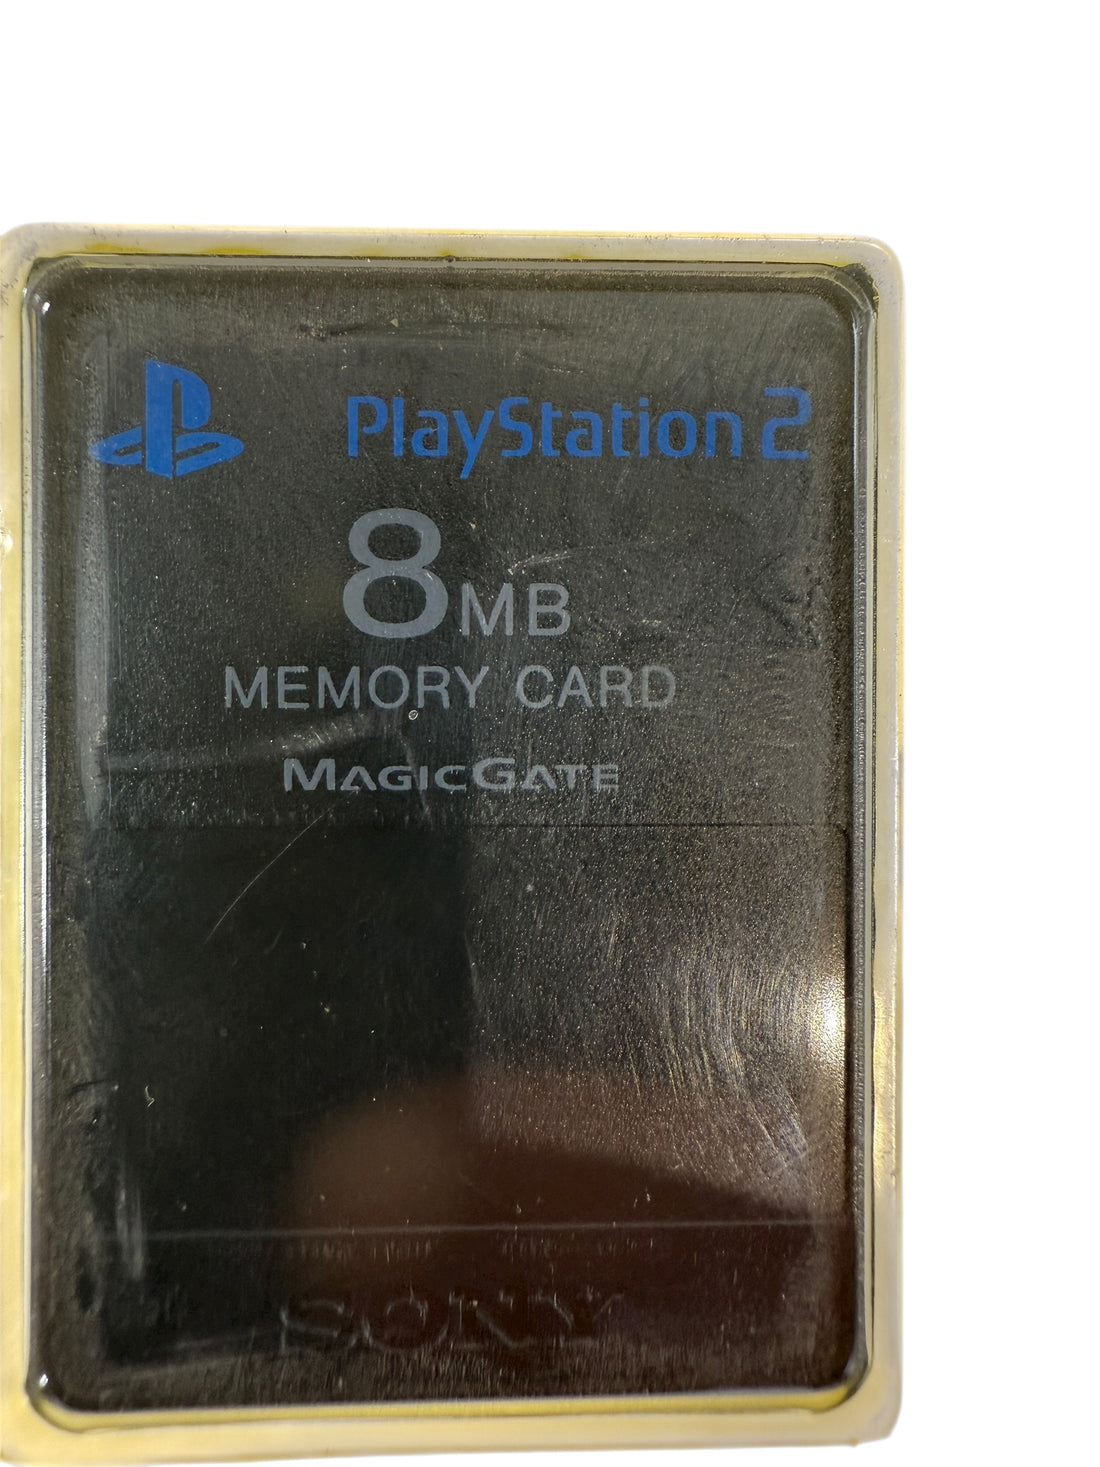 PlayStation 2
8MB
MEMORY CARD
MAGICGATE
SONY